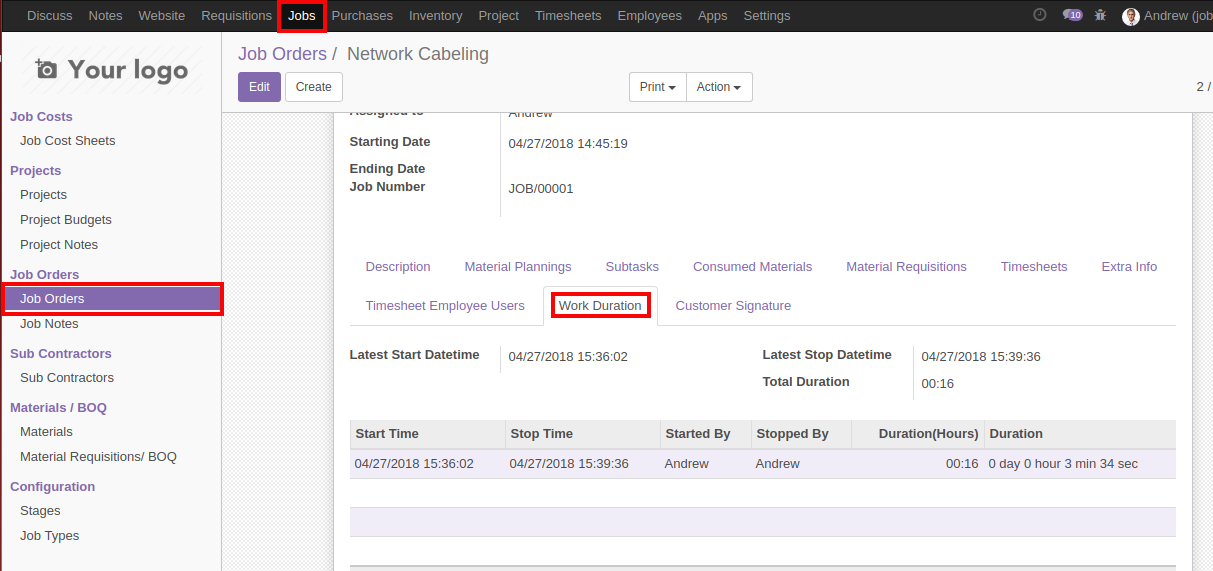 Discuss Notes Website Requisitions Jobs Purchases Inventory Project Timesheets Employees Apps Settings 10 Andrew (job
Your logo
Job Orders / Network Cabeling
Edit Create Print Action 2 /
Job Costs
Job Cost Sheets
Projects
Projects
Project Budgets
Project Notes
Job Orders
Job Orders
Job Notes
Sub Contractors
Sub Contractors
Materials / BOQ
Materials
Material Requisitions/ BOQ
Configuration
Stages
Job Types
Assigned to Andrew
Starting Date 04/27/2018 14:45:19
Ending Date
Job Number JOB/00001
Description Material Plannings Subtasks Consumed Materials Material Requisitions Timesheets Extra Info
Timesheet Employee Users Work Duration Customer Signature
Latest Start Datetime 04/27/2018 15:36:02 Latest Stop Datetime 04/27/2018 15:39:36
Total Duration 00:16
Start Time Stop Time Started By Stopped By Duration(Hours) Duration
04/27/2018 15:36:02 04/27/2018 15:39:36 Andrew Andrew 00:16 0 day 0 hour 3 min 34 sec